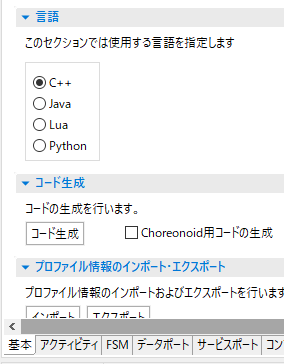 言語
このセクションでは使用する言語を指定します
C++
Java
Lua
Python
コード生成
コードの生成を行います。
コード生成 Choreonoid用コードの生成
プロファイル情報のインポート・エクスポート
プロファイル情報のインポートおよびエクスポートを行います
インポート エクスポート
基本 アクティビティ FSM データポート サービスポート コン